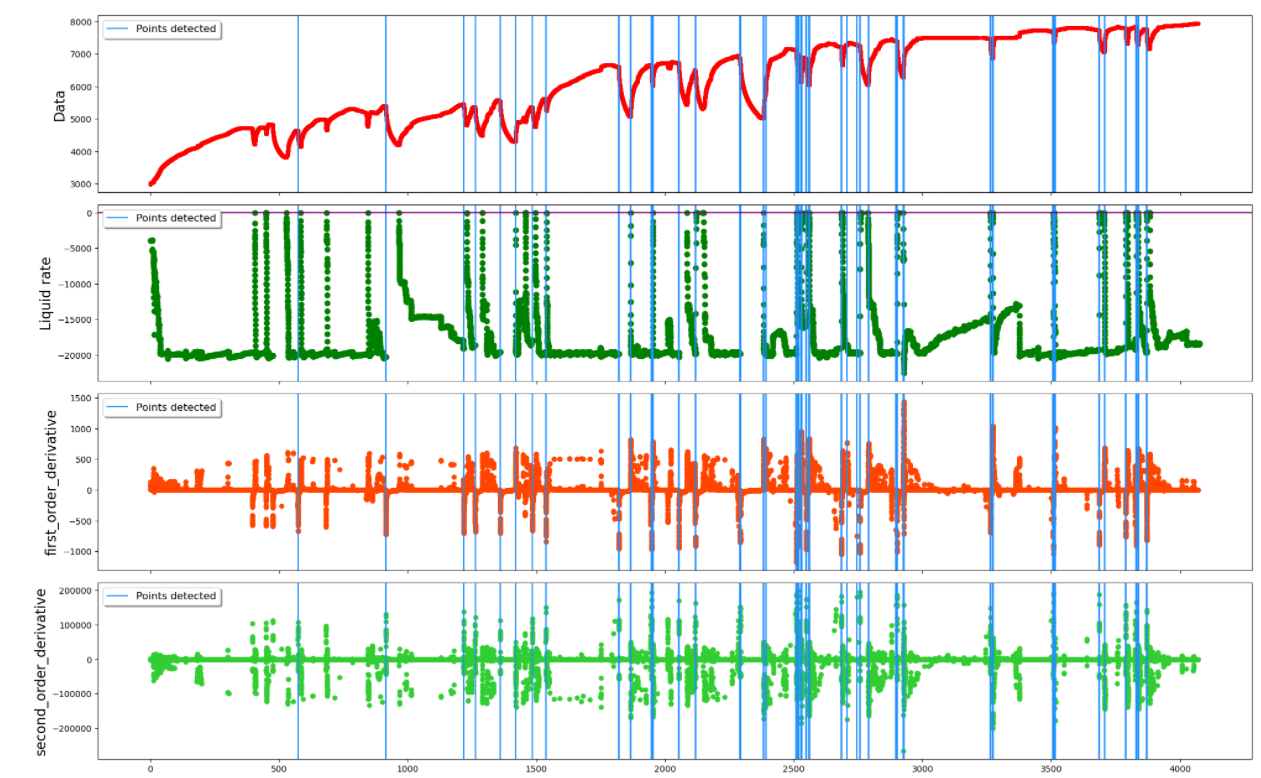 Data
8000
7000
6000
5000
4000
3000
Points detected
Liquid rate
0
−5000
−10000
−15000
−20000
Points detected
first_order_derivative
1500
1000
500
0
−500
−1000
Points detected
second_order_derivative
200000
100000
0
−100000
−200000
Points detected
0 500 1000 1500 2000 2500 3000 3500 4000